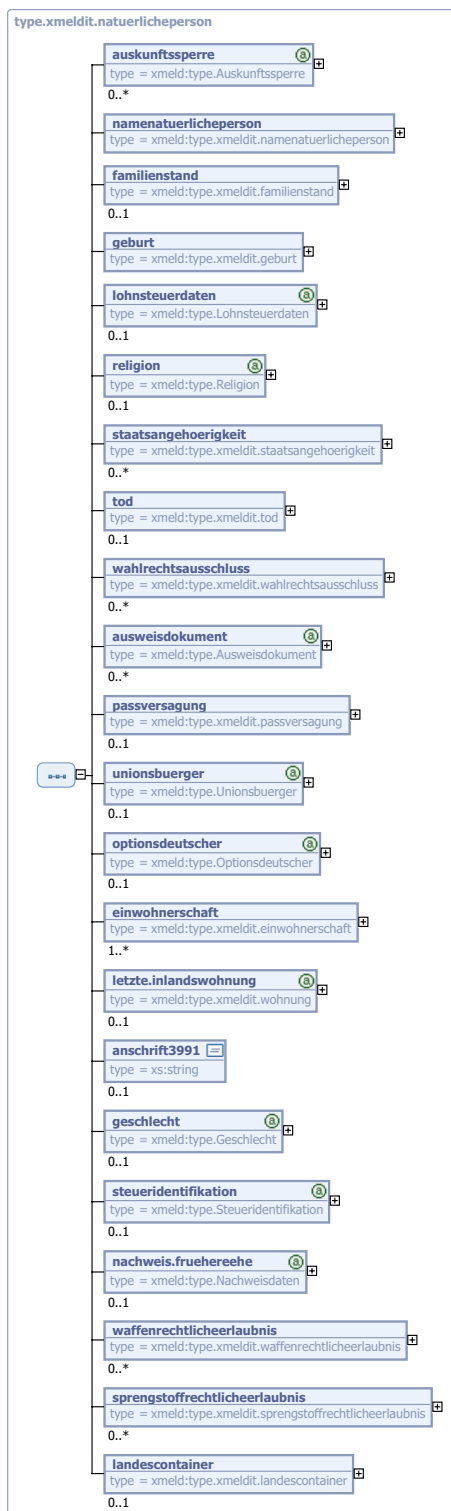 type.xmeldit.natuerlicheperson
auskunftssperre a
type = xmeld:type.Auskunftssperre
0..*
namenatuerlicheperson
type = xmeld:type.xmeldit.namenatuerlicheperson
familienstand
type = xmeld:type.xmeldit.familienstand
0..1
geburt
type = xmeld:type.xmeldit.geburt
lohnsteuerdaten a
type = xmeld:type.Lohnsteuerdaten
0..1
religion a
type = xmeld:type.Religion
0..1
staatsangehoerigkeit
type = xmeld:type.xmeldit.staatsangehoerigkeit
0..*
tod
type = xmeld:type.xmeldit.tod
0..1
wahlrechtsausschluss
type = xmeld:type.xmeldit.wahlrechtsausschluss
0..*
ausweisdokument a
type = xmeld:type.Ausweisdokument
0..*
passversagung
type = xmeld:type.xmeldit.passversagung
0..1
unionsbuerger a
type = xmeld:type.Unionsbuerger
0..1
optionsdeutscher a
type = xmeld:type.Optionsdeutscher
0..1
einwohnerschaft
type = xmeld:type.xmeldit.einwohnerschaft
1..*
letzte.inlandswohnung a
type = xmeld:type.xmeldit.wohnung
0..1
anschrift3991
type = xs:string
0..1
geschlecht a
type = xmeld:type.Geschlecht
0..1
steueridentifikation a
type = xmeld:type.Steueridentifikation
0..1
nachweis.fruehereehe a
type = xmeld:type.Nachweisdaten
0..1
waffenrechtlicheerlaubnis
type = xmeld:type.xmeldit.waffenrechtlicheerlaubnis
0..*
sprengstoffrechtlicheerlaubnis
type = xmeld:type.xmeldit.sprengstoffrechtlicheerlaubnis
0..*
landescontainer
type = xmeld:type.xmeldit.landescontainer
0..1